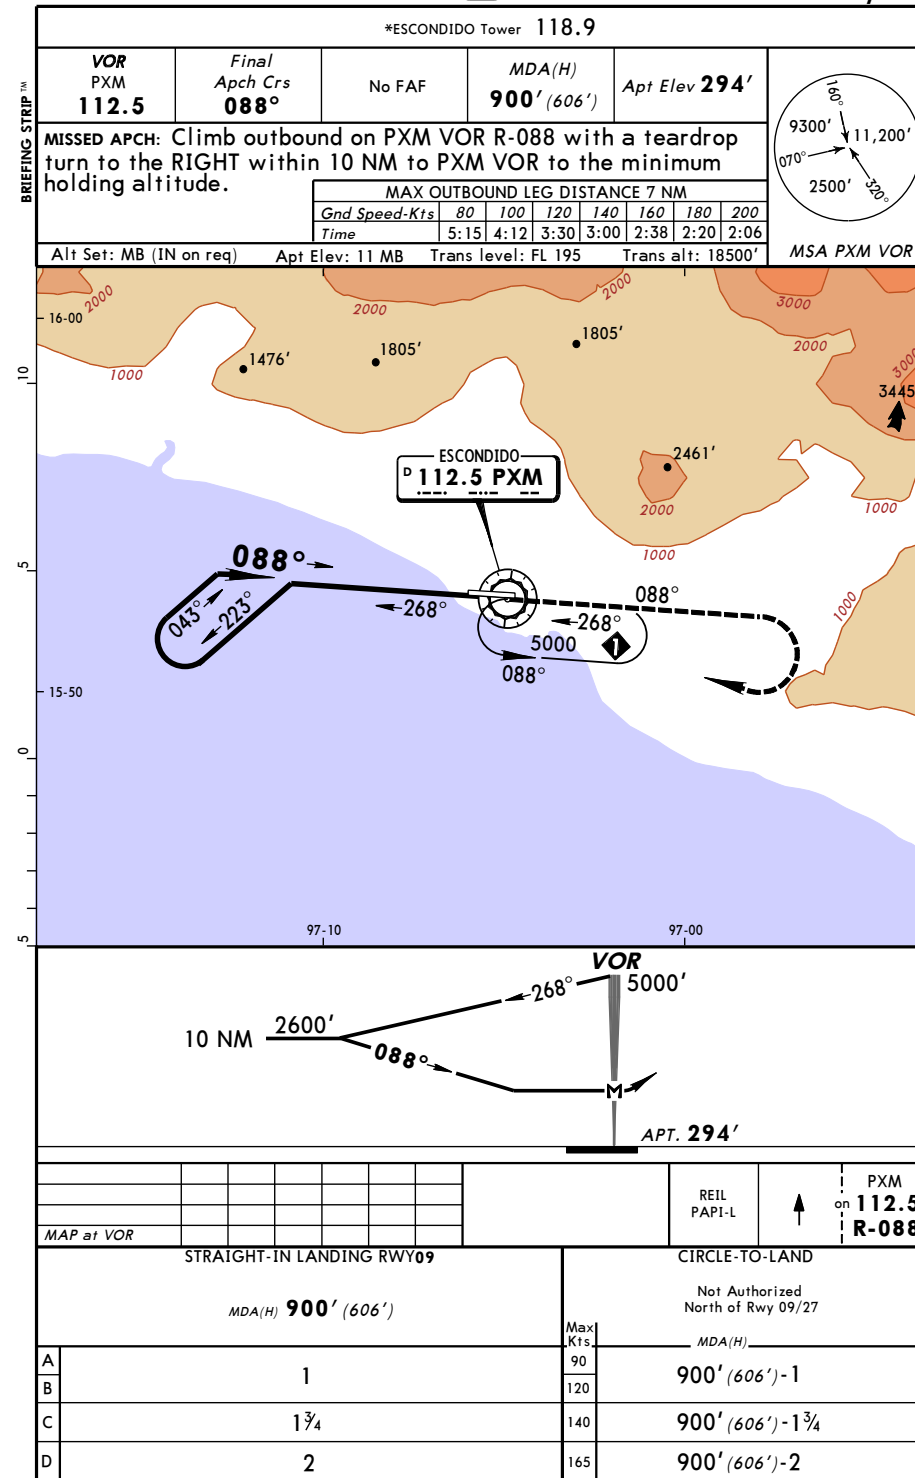 *ESCONDIDO Tower 118.9
BRIEFING STRIP TM
VOR
PXM
112.5
Final
Apch Crs
088°
No FAF
MDA(H)
900' (606')
Apt Elev 294'
MISSED APCH: Climb outbound on PXM VOR R-088 with a teardrop
turn to the RIGHT within 10 NM to PXM VOR to the minimum
holding altitude.
MAX OUTBOUND LEG DISTANCE 7 NM
Gnd Speed-Kts 80 100 120 140 160 180 200
Time 5:15 4:12 3:30 3:00 2:38 2:20 2:06
Alt Set: MB (IN on req) Apt Elev: 11 MB Trans level: FL 195 Trans alt: 18500'
160°
9300'
11,200'
070°
2500'
320°
MSA PXM VOR
2000
2000
2000
3000
16-00
1805'
1805'
2000
1476'
3000
1000
10
3445
2461'
ESCONDIDO
D 112.5 PXM
2000
1000
1000
088°
5
043°
223°
268°
088°
1000
268°
5000
1
088°
15-50
0
5
97-10
97-00
VOR
5000'
268°
2600'
10 NM
088°
M
APT. 294'
MAP at VOR
REIL
PAPI-L
on
PXM
112.5
R-088
STRAIGHT-IN LANDING RWY09
MDA(H) 900' (606')
CIRCLE-TO-LAND
Not Authorized
North of Rwy 09/27
Max
Kts
MDA(H)
A
B
1
90
120
900' (606')-1
C
1¾
140
900' (606')-1¾
D
2
165
900' (606')-2